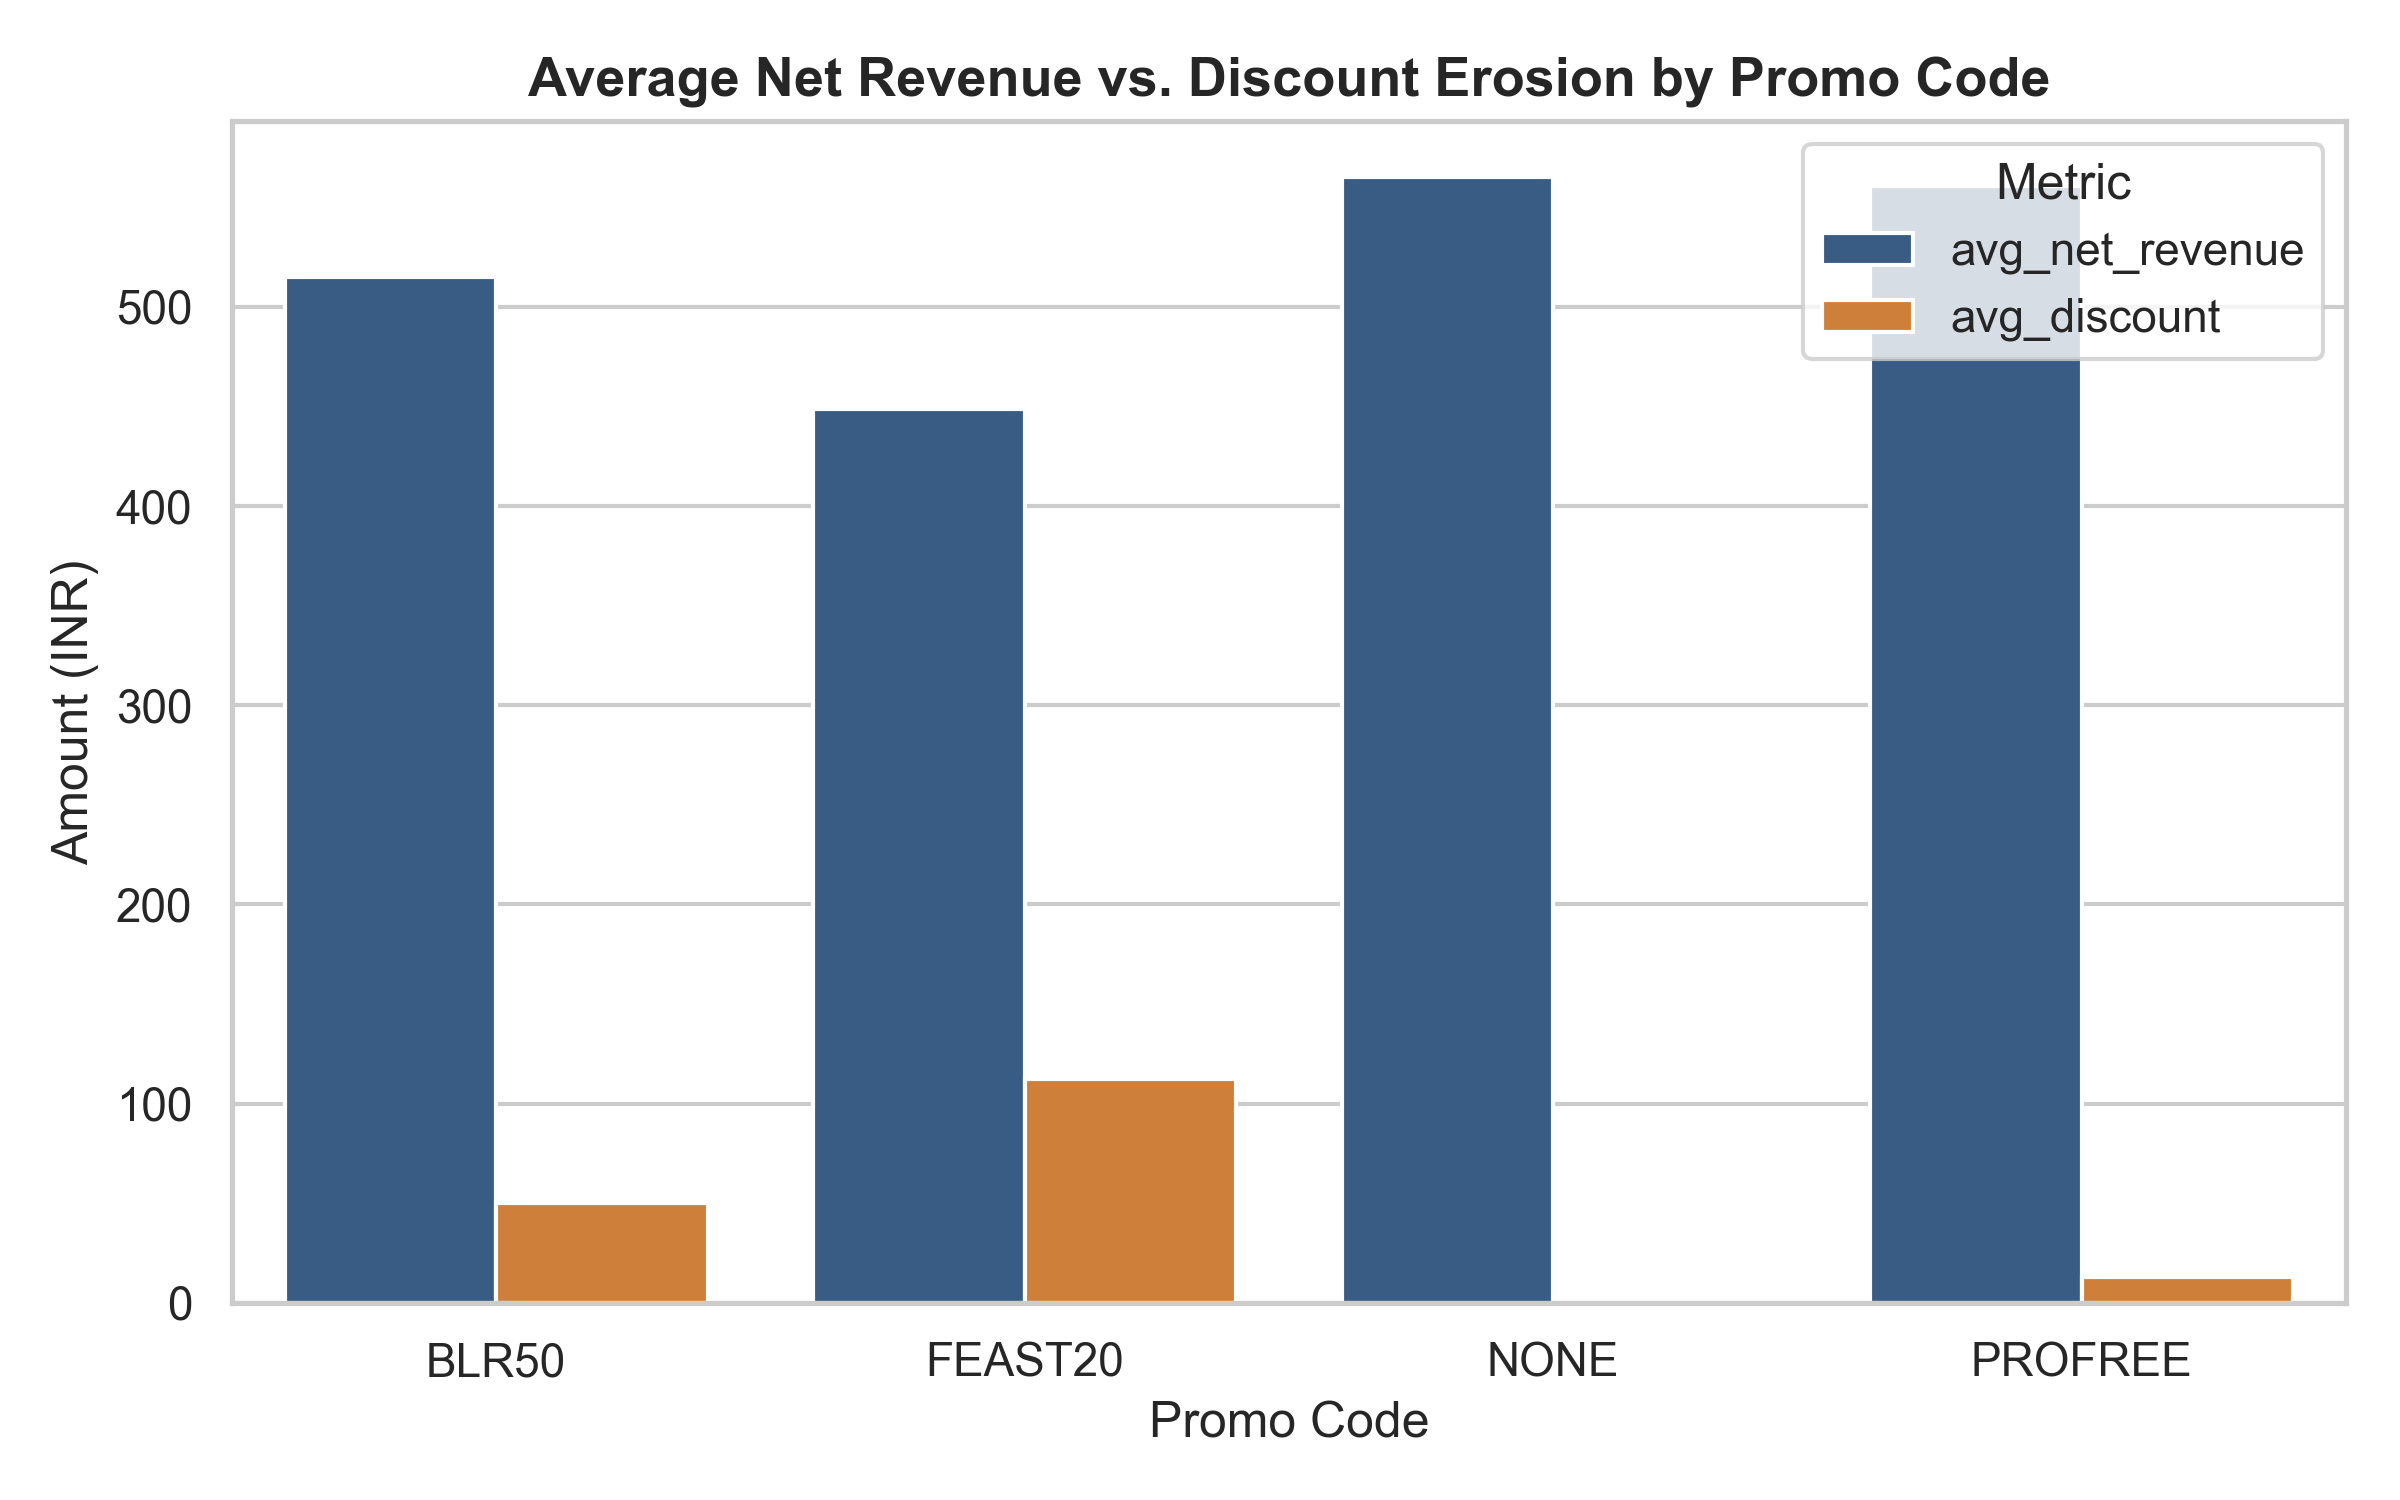 Average Net Revenue vs. Discount Erosion by Promo Code
Metric
avg_net_revenue
avg_discount
Amount (INR)
500
400
300
200
100
0
BLR50 FEAST20 NONE PROFREE
Promo Code